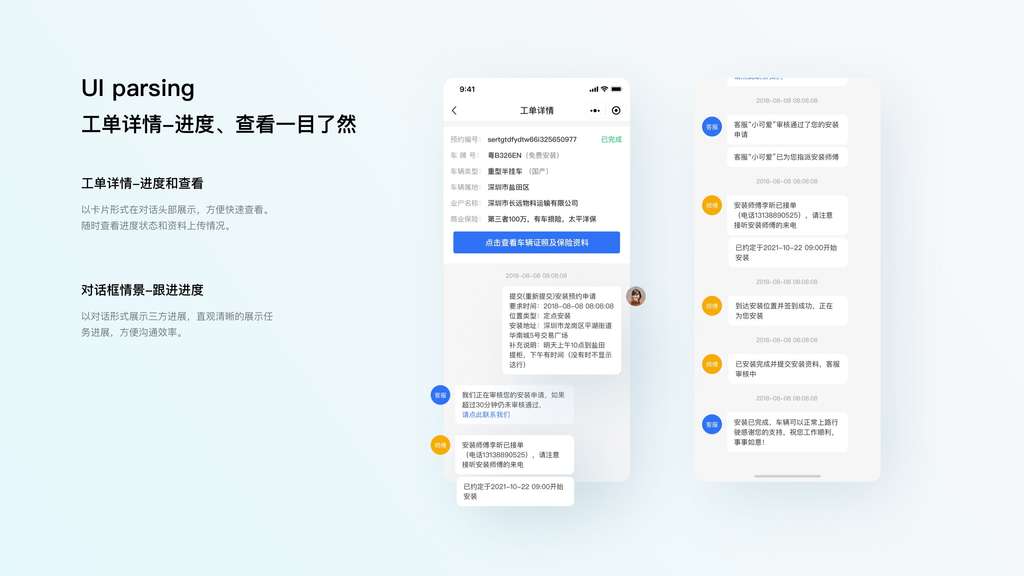 UI parsing
工单详情-进度、查看一目了然
工单详情-进度和查看
以卡片形式在对话头部展示，方便快速查看。
随时查看进度状态和资料上传情况。
对话框情景-跟进进度
以对话形式展示三方进展，直观清晰的展示任
务进展，方便沟通效率。
9:41
工单详情
预约编号： sertgtdfydtw66i325650977 已完成
车 牌 号： 粤B326EN（免费安装）
车辆类型： 重型半挂车 （国产）
车辆属地： 深圳市盐田区
业户名称： 深圳市长远物料运输有限公司
商业保险： 第三者100万，有车损险，太平洋保
点击查看车辆证照及保险资料
2018-08-08 08:08:08
提交(重新提交)安装预约申请
要求时间：2018-08-08 08:08:08
位置类型：定点安装
安装地址：深圳市龙岗区平湖街道
华南城5号交易广场
补充说明：明天上午10点到盐田
提柜，下午有时间（没有时不显示
这行）
客服
我们正在审核您的安装申请，如果
超过30分钟仍未审核通过，
请点此联系我们
师傅
安装师傅李昕已接单
（电话13138890525），请注意
接听安装师傅的来电
已约定于2021-10-22 09:00开始
安装
2018-08-08 08:08:08
客服
客服“小可爱”审核通过了您的安装
申请
客服“小可爱”已为您指派安装师傅
2018-08-08 08:08:08
师傅
安装师傅李昕已接单
（电话13138890525），请注意
接听安装师傅的来电
已约定于2021-10-22 09:00开始
安装
2018-08-08 08:08:08
师傅
到达安装位置并签到成功，正在
为您安装
2018-08-08 08:08:08
师傅
已安装完成并提交安装资料，客服
审核中
2018-08-08 08:08:08
客服
安装已完成，车辆可以正常上路行
驶感谢您的支持，祝您工作顺利，
事事如意！